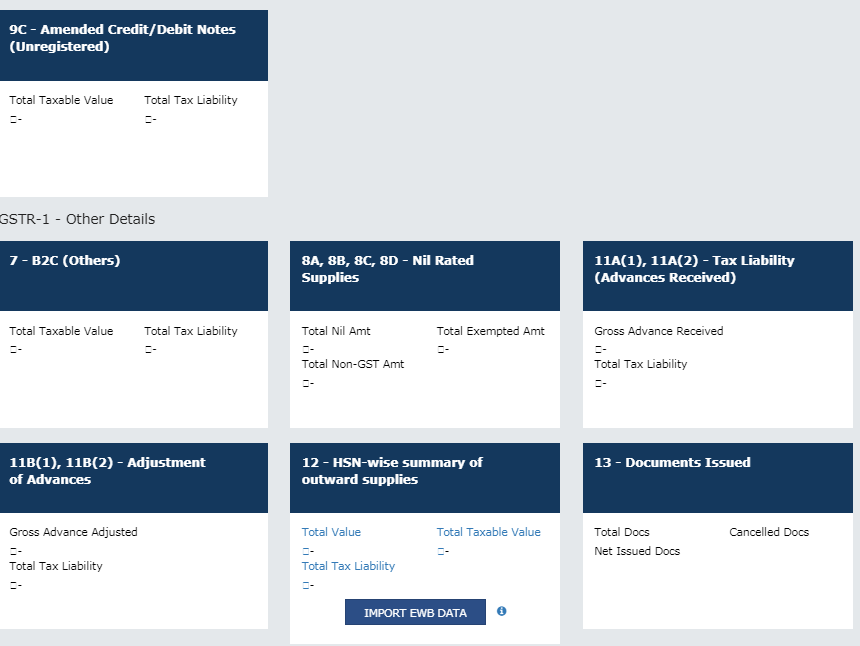 9C - Amended Credit/Debit Notes
(Unregistered)
Total Taxable Value Total Tax Liability
□- □-
GSTR-1 - Other Details
7 - B2C (Others)
Total Taxable Value Total Tax Liability
□- □-
8A, 8B, 8C, 8D - Nil Rated
Supplies
Total Nil Amt Total Exempted Amt
□- □-
Total Non-GST Amt
□-
11A(1), 11A(2) - Tax Liability
(Advances Received)
Gross Advance Received
□-
Total Tax Liability
□-
11B(1), 11B(2) - Adjustment
of Advances
Gross Advance Adjusted
□-
Total Tax Liability
□-
12 - HSN-wise summary of
outward supplies
Total Value Total Taxable Value
□- □-
Total Tax Liability
□-
IMPORT EWB DATA
13 - Documents Issued
Total Docs Cancelled Docs
Net Issued Docs